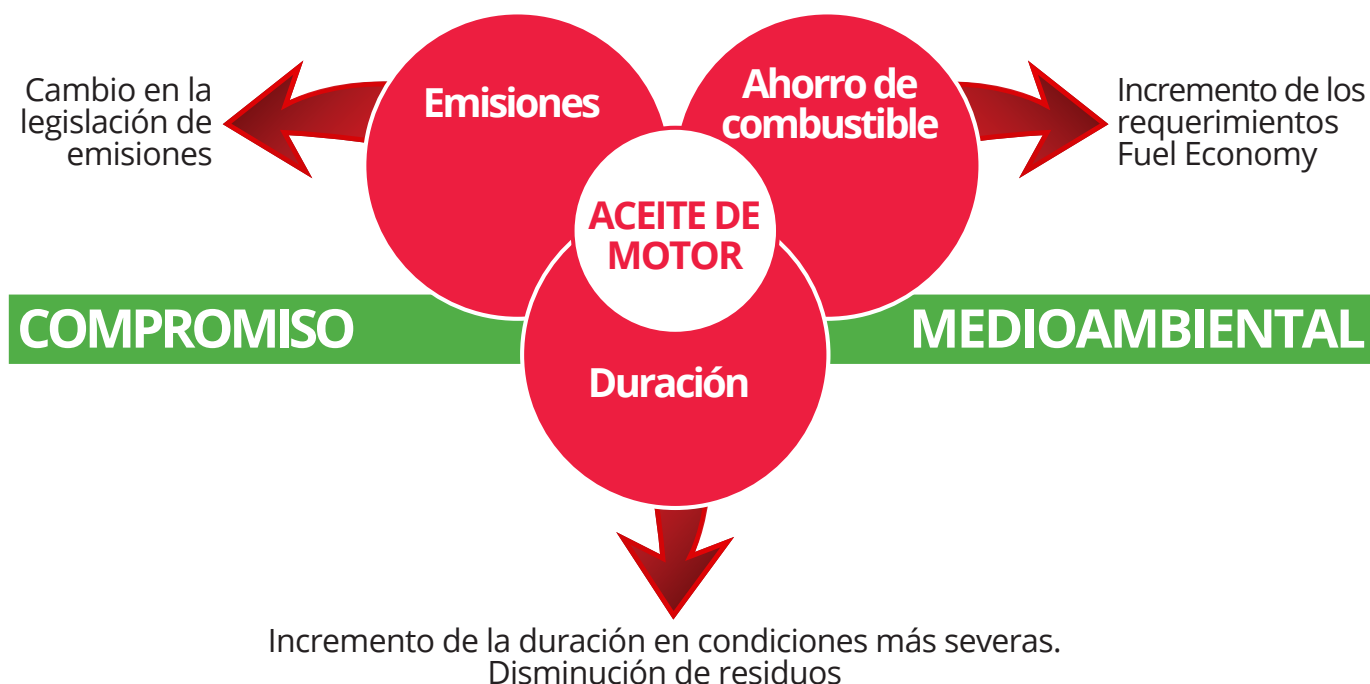 Cambio en la
legislación de
emisiones
Emisiones
Ahorro de
combustible
Incremento de los
requerimientos
Fuel Economy
ACEITE DE
MOTOR
COMPROMISO
MEDIOAMBIENTAL
Duración
Incremento de la duración en condiciones más severas.
Disminución de residuos